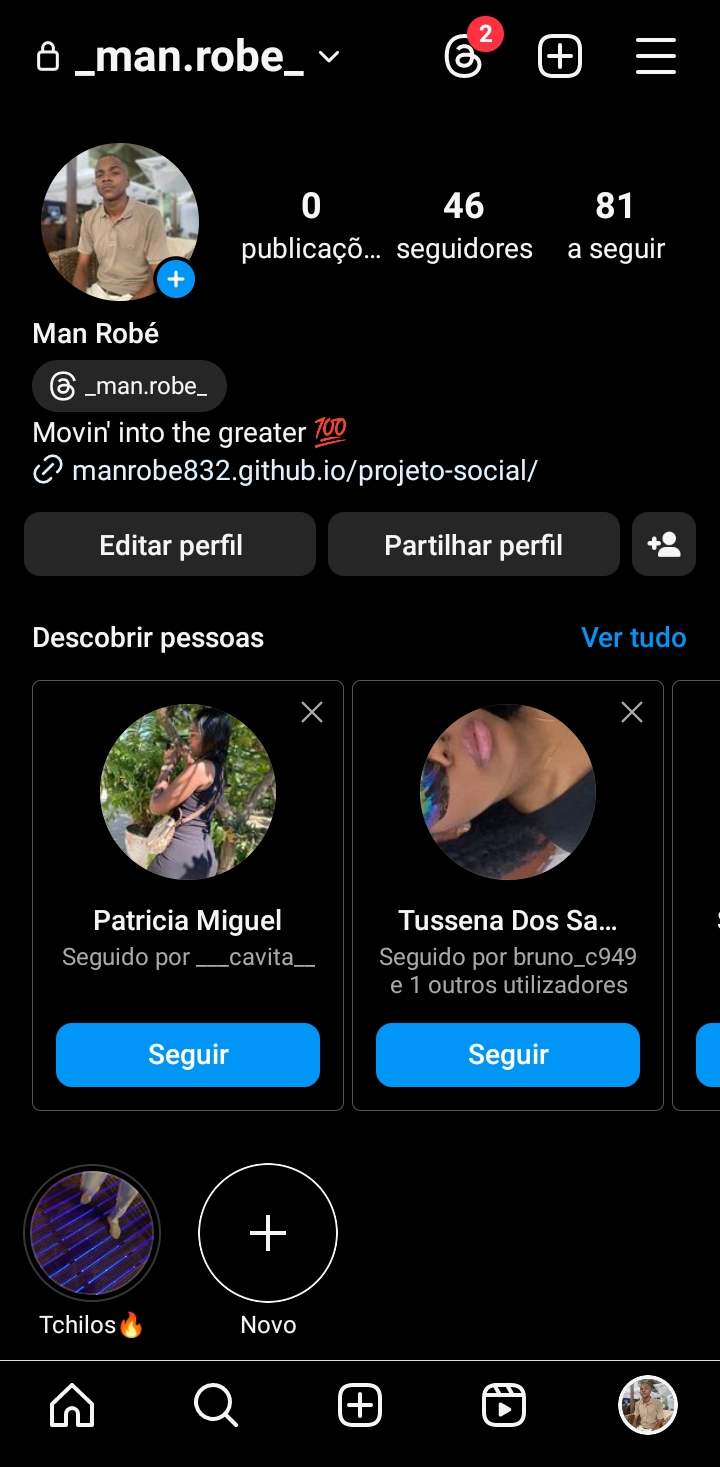 _man.robe_
2
0
46
81
publicaçõ...
seguidores
a seguir
Man Robé
_man.robe_
Movin' into the greater 💯
manrobe832.github.io/projeto-social/
Editar perfil
Partilhar perfil
Descobrir pessoas
Ver tudo
Patricia Miguel
Seguido por ___cavita__
Seguir
Tussena Dos Sa...
Seguido por bruno_c949
e 1 outros utilizadores
Seguir
Tchilos🔥
Novo